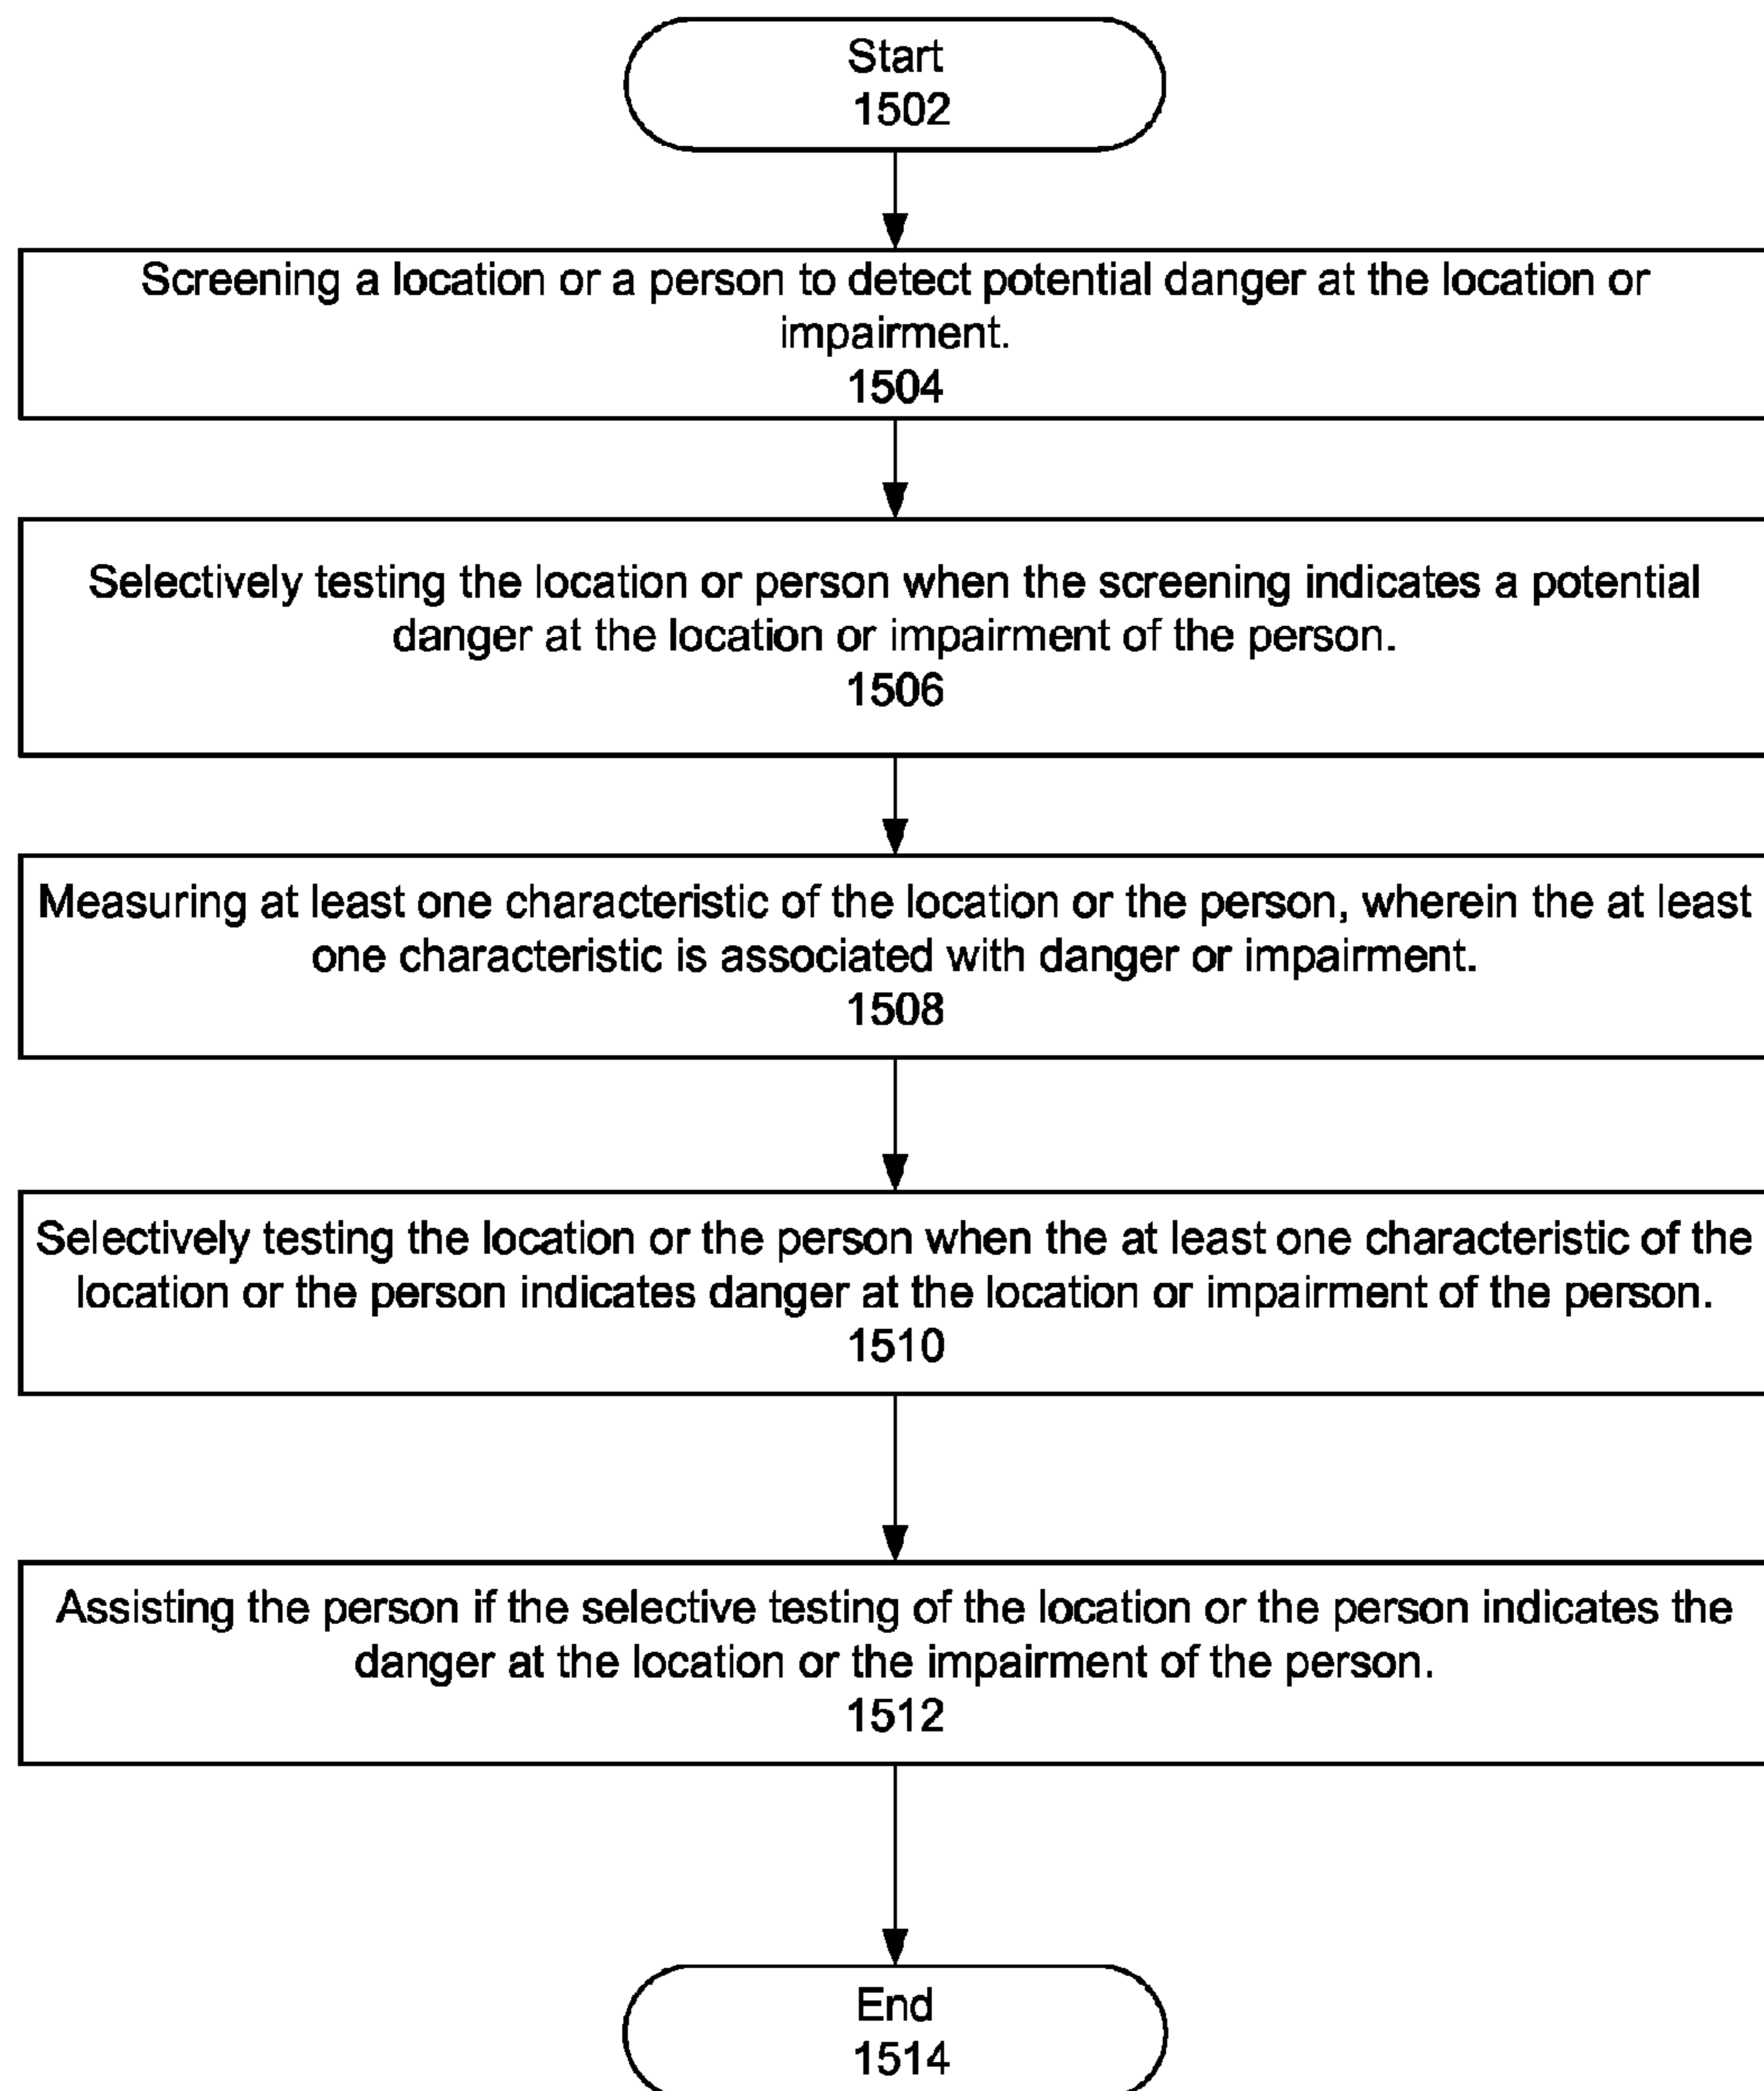 Start
1502
Screening a location or a person to detect potential danger at the location or
impairment.
1504
Selectively testing the location or person when the screening indicates a potential
danger at the location or impairment of the person.
1506
Measuring at least one characteristic of the location or the person, wherein the at least
one characteristic is associated with danger or impairment.
1508
Selectively testing the location or the person when the at least one characteristic of the
location or the person indicates danger at the location or impairment of the person.
1510
Assisting the person if the selective testing of the location or the person indicates the
danger at the location or the impairment of the person.
1512
End
1514